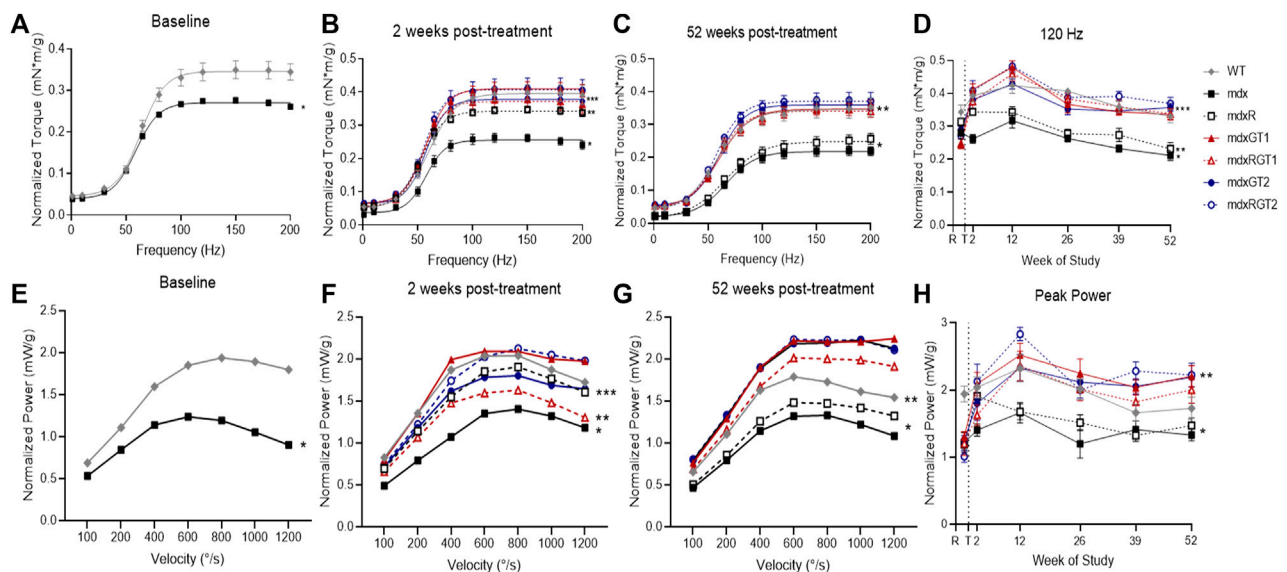 A
Baseline
Normalized Torque (mN*m/g)
0.4
0.3
0.2
0.1
0.0
0
50
100
150
200
*
Frequency (Hz)
B
2 weeks post-treatment
Normalized Torque (mN*m/g)
0.5
0.4
0.3
0.2
0.1
0.0
0
50
100
150
200
***
**
*
Frequency (Hz)
C
52 weeks post-treatment
Normalized Torque (mN*m/g)
0.5
0.4
0.3
0.2
0.1
0.0
0
50
100
150
200
**
*
Frequency (Hz)
D
120 Hz
Normalized Torque (mN*m/g)
0.5
0.4
0.3
0.2
0.1
0.0
R T 2
12
26
39
52
***
**
*
Week of Study
WT
mdx
mdxR
mdxGT1
mdxRGT1
mdxGT2
mdxRGT2
E
Baseline
Normalized Power (mW/g)
2.5
2.0
1.5
1.0
0.5
0.0
100
200
400
600
800
1000
1200
*
Velocity (°/s)
F
2 weeks post-treatment
Normalized Power (mW/g)
2.5
2.0
1.5
1.0
0.5
0.0
100
200
400
600
800
1000
1200
***
**
*
Velocity (°/s)
G
52 weeks post-treatment
Normalized Power (mW/g)
2.5
2.0
1.5
1.0
0.5
0.0
100
200
400
600
800
1000
1200
**
*
Velocity (°/s)
H
Peak Power
Normalized Power (mW/g)
3
2
1
0
R T 2
12
26
39
52
**
*
Week of Study